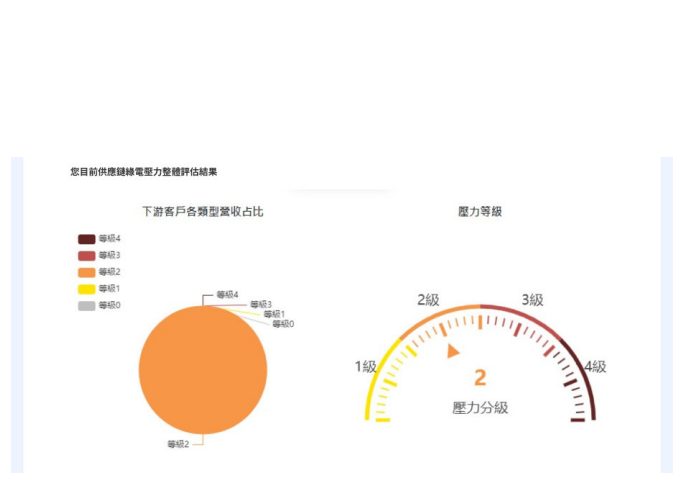 您目前供應鏈綠電壓力整體評估結果
下游客戶各類型營收占比
等級4
等級3
等級2
等級1
等級0
等級4
等級3
等級1
等級0
等級2
壓力等級
2級
3級
1級
4級
2
壓力分級